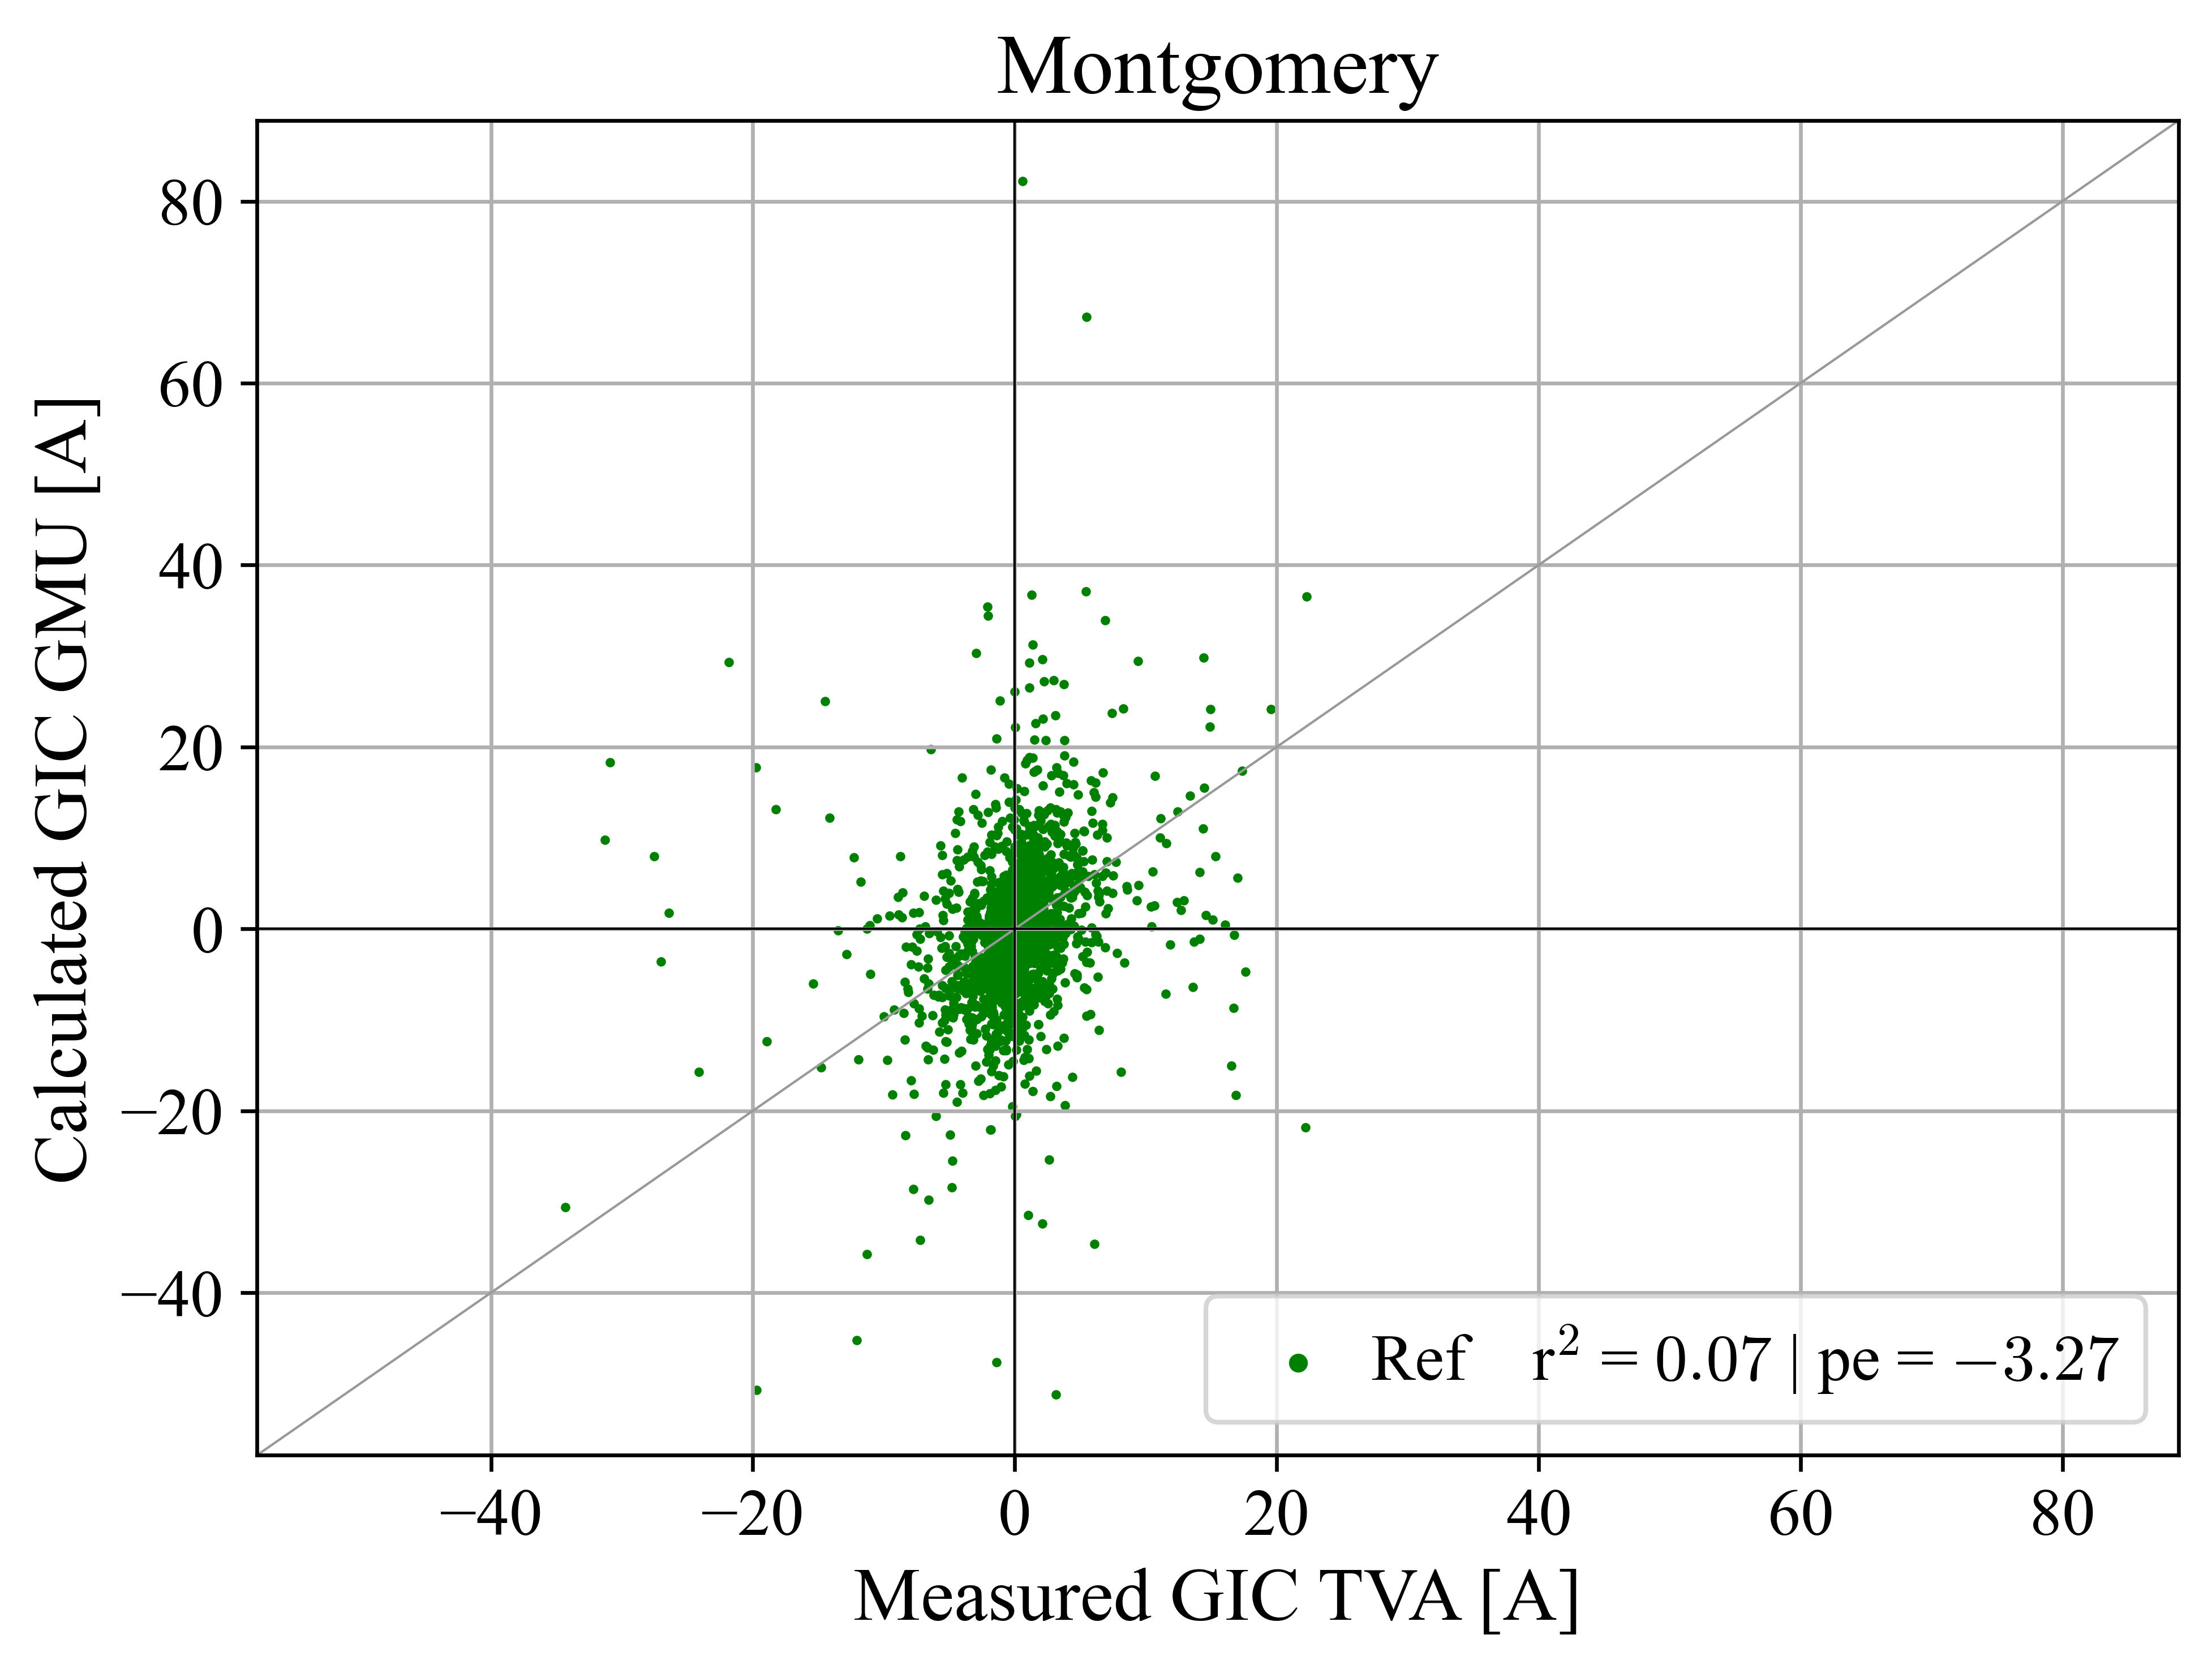 Montgomery
Calculated GIC GMU [A]
80
60
40
20
0
−20
−40
Ref r² = 0.07 | pe = −3.27
−40 −20 0 20 40 60 80
Measured GIC TVA [A]